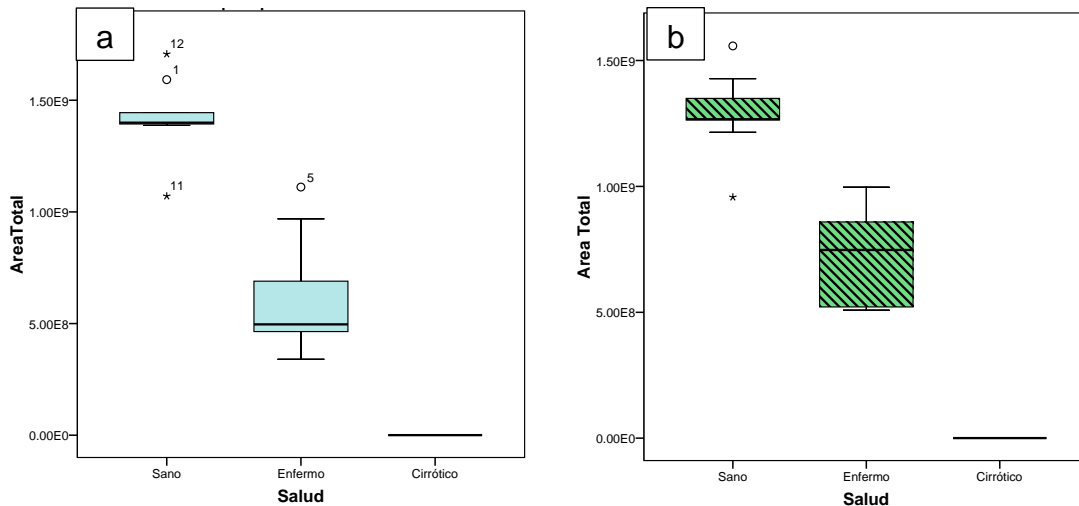 a
12
1
1.50E9
11
5
1.00E9
5.00E8
0.00E0
AreaTotal
Sano
Enfermo
Cirrótico
Salud
b
1.50E9
1.00E9
5.00E8
0.00E0
Area Total
Sano
Enfermo
Cirrótico
Salud